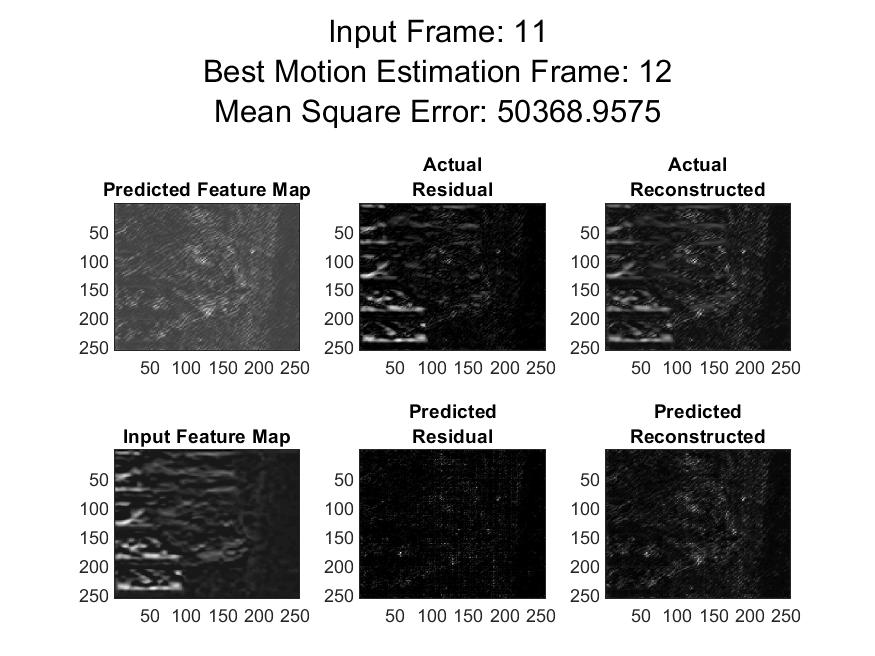 Input Frame: 11
Best Motion Estimation Frame: 12
Mean Square Error: 50368.9575
Predicted Feature Map
50
100
150
200
250
50 100 150 200 250
Actual
Residual
50
100
150
200
250
50 100 150 200 250
Actual
Reconstructed
50
100
150
200
250
50 100 150 200 250
Input Feature Map
50
100
150
200
250
50 100 150 200 250
Predicted
Residual
50
100
150
200
250
50 100 150 200 250
Predicted
Reconstructed
50
100
150
200
250
50 100 150 200 250